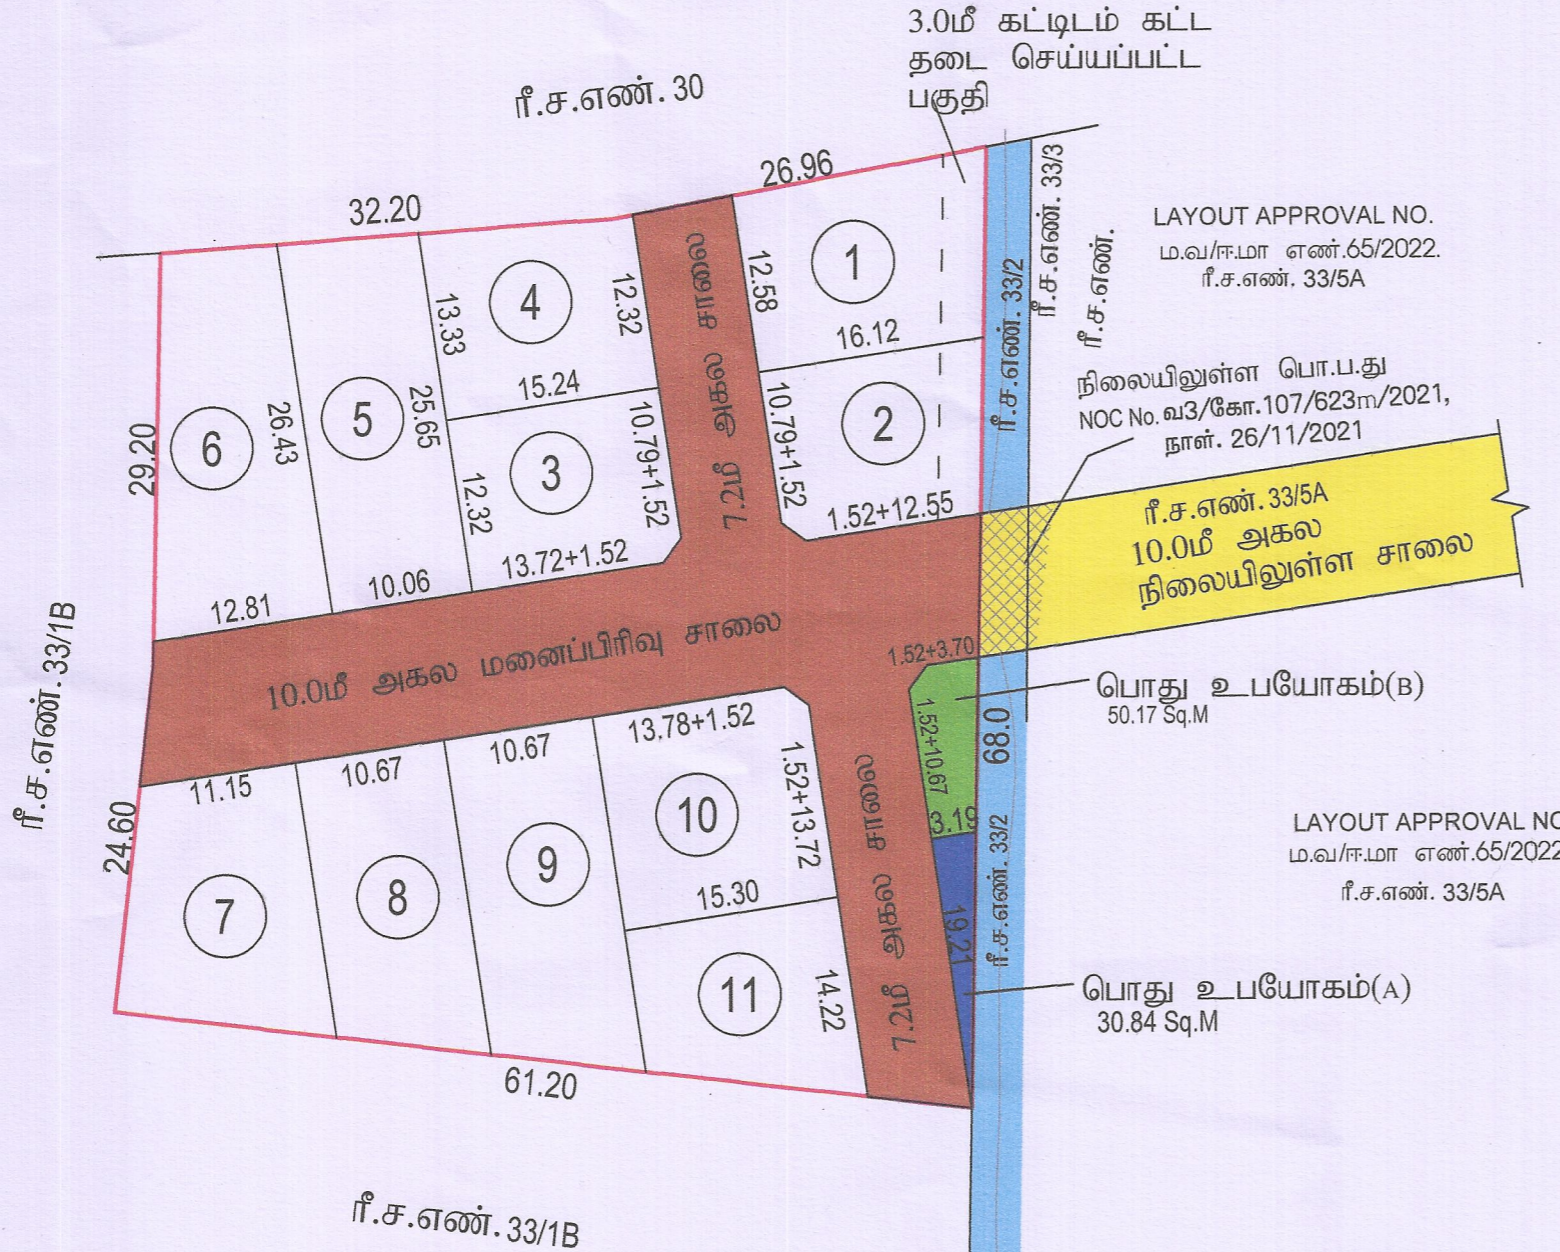 3.0மீ கட்டிடம் கட்ட
தடை செய்யப்பட்ட
பகுதி
ரீ.ச.எண். 30
26.96
32.20
LAYOUT APPROVAL NO.
ம.வ/ஈ.மா எண்.65/2022.
ரீ.ச.எண். 33/5A
ரீ.ச.எண். 33/3
ரீ.ச.எண்.
ரீ.ச.எண். 33/2
1
12.58
16.12
4
13.33
12.32
15.24
7.2மீ அகல சாலை
நிலையிலுள்ள பொ.ப.து
NOC No. வ3/கோ.107/623m/2021,
நாள். 26/11/2021
2
10.79+1.52
1.52+12.55
5
25.65
6
26.43
29.20
3
10.79+1.52
12.32
13.72+1.52
10.06
12.81
ரீ.ச.எண். 33/5A
10.0மீ அகல
நிலையிலுள்ள சாலை
10.0மீ அகல மனைப்பிரிவு சாலை
ரீ.ச.எண். 33/1B
1.52+3.70
பொது உபயோகம்(B)
50.17 Sq.M
1.52+10.67
68.0
3.19
13.78+1.52
10.67
10.67
11.15
24.60
10
1.52+13.72
15.30
9
8
7
7.2மீ அகல சாலை
LAYOUT APPROVAL NO
ம.வ/ஈ.மா எண்.65/2022
ரீ.ச.எண். 33/5A
19.21
ரீ.ச.எண். 33/2
11
14.22
பொது உபயோகம்(A)
30.84 Sq.M
61.20
ரீ.ச.எண். 33/1B